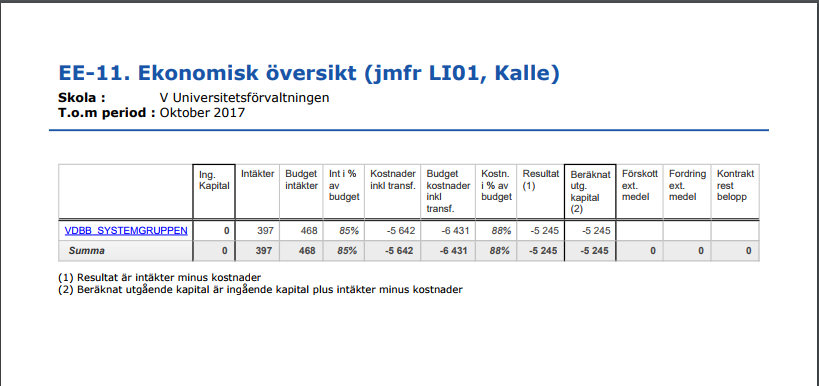 EE-11. Ekonomisk översikt (jmfr LI01, Kalle)
Skola : V Universitetsförvaltningen
T.o.m period : Oktober 2017
Ing. Kapital Intäkter Budget intäkter Int i % av budget Kostnader inkl transf. Budget kostnader inkl transf. Kostn. i % av budget Resultat (1) Beräknat utg. kapital (2) Förskott ext. medel Fordring ext. medel Kontrakt rest belopp
VDBB_SYSTEMGRUPPEN 0 397 468 85% -5 642 -6 431 88% -5 245 -5 245
Summa 0 397 468 85% -5 642 -6 431 88% -5 245 -5 245 0 0 0
(1) Resultat är intäkter minus kostnader
(2) Beräknat utgående kapital är ingående kapital plus intäkter minus kostnader